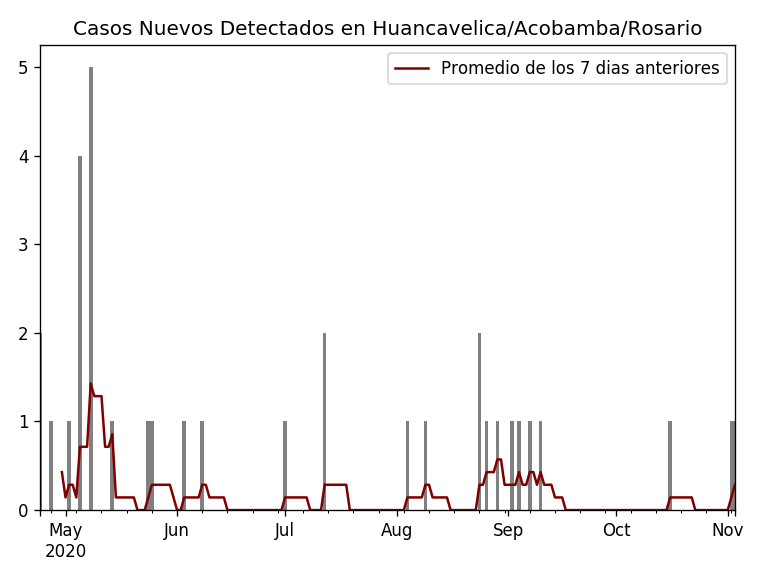 Casos Nuevos Detectados en Huancavelica/Acobamba/Rosario
Promedio de los 7 dias anteriores
5
4
3
2
1
0
May Jun Jul Aug Sep Oct Nov
2020